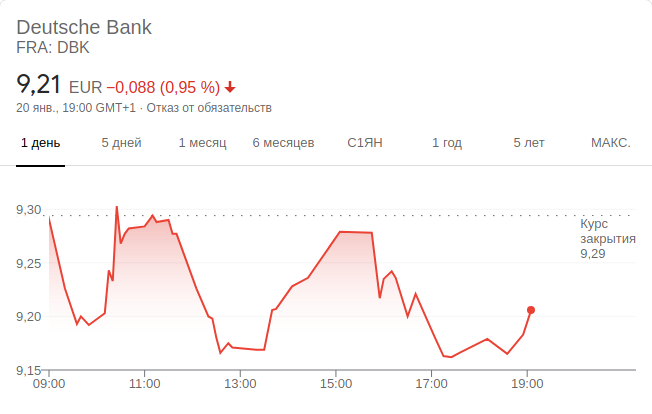 Deutsche Bank
FRA: DBK
9,21 EUR −0,088 (0,95 %)
20 янв., 19:00 GMT+1 · Отказ от обязательств
1 день 5 дней 1 месяц 6 месяцев С1ЯН 1 год 5 лет МАКС.
9,30
Курс
закрытия
9,29
9,25
9,20
9,15
09:00 11:00 13:00 15:00 17:00 19:00